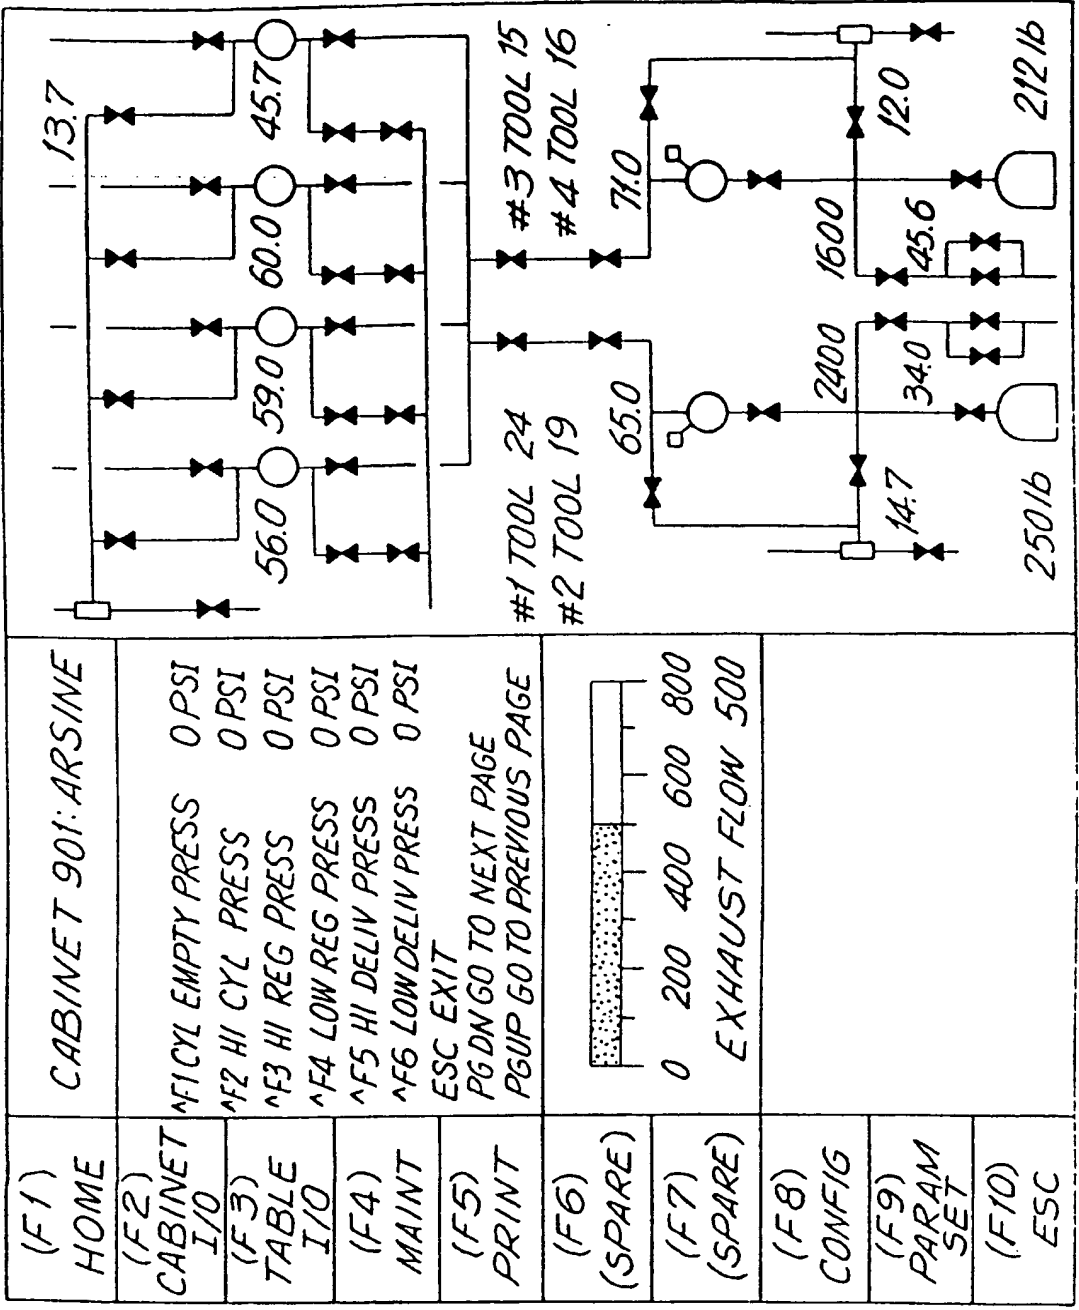 (F1)
HOME
(F2)
CABINET
I/O
(F3)
TABLE
I/O
(F4)
MAINT
(F5)
PRINT
(F6)
(SPARE)
(F7)
(SPARE)
(F8)
CONFIG
(F9)
PARAM
SET
(F10)
ESC
CABINET 901: ARSINE
^F1 CYL EMPTY PRESS 0 PSI
^F2 HI CYL PRESS 0 PSI
^F3 HI REG PRESS 0 PSI
^F4 LOW REG PRESS 0 PSI
^F5 HI DELIV PRESS 0 PSI
^F6 LOW DELIV PRESS 0 PSI
ESC EXIT
PG DN GO TO NEXT PAGE
PGUP GO TO PREVIOUS PAGE
0 200 400 600 800
EXHAUST FLOW 500
13.7
56.0 59.0 60.0 45.7
#1 TOOL 24 #3 TOOL 15
#2 TOOL 19 #4 TOOL 16
65.0 71.0
2400 1600
14.7 34.0 45.6 12.0
250 lb 212 lb